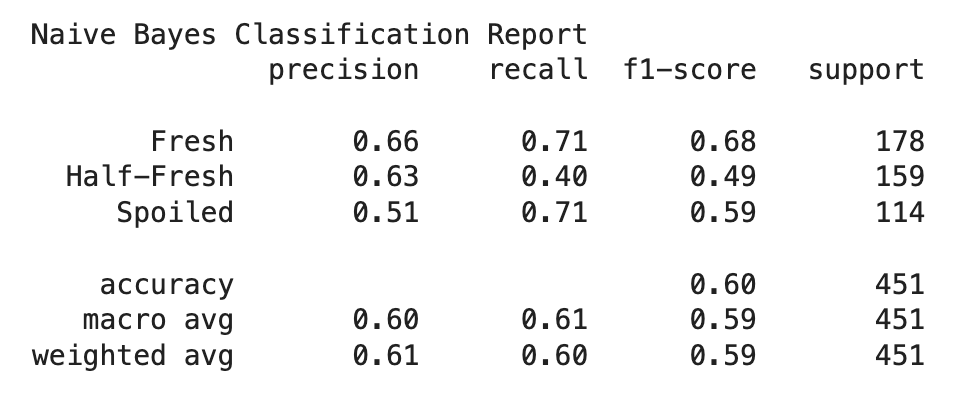 Naive Bayes Classification Report
precision recall f1-score support
Fresh 0.66 0.71 0.68 178
Half-Fresh 0.63 0.40 0.49 159
Spoiled 0.51 0.71 0.59 114
accuracy 0.60 451
macro avg 0.60 0.61 0.59 451
weighted avg 0.61 0.60 0.59 451